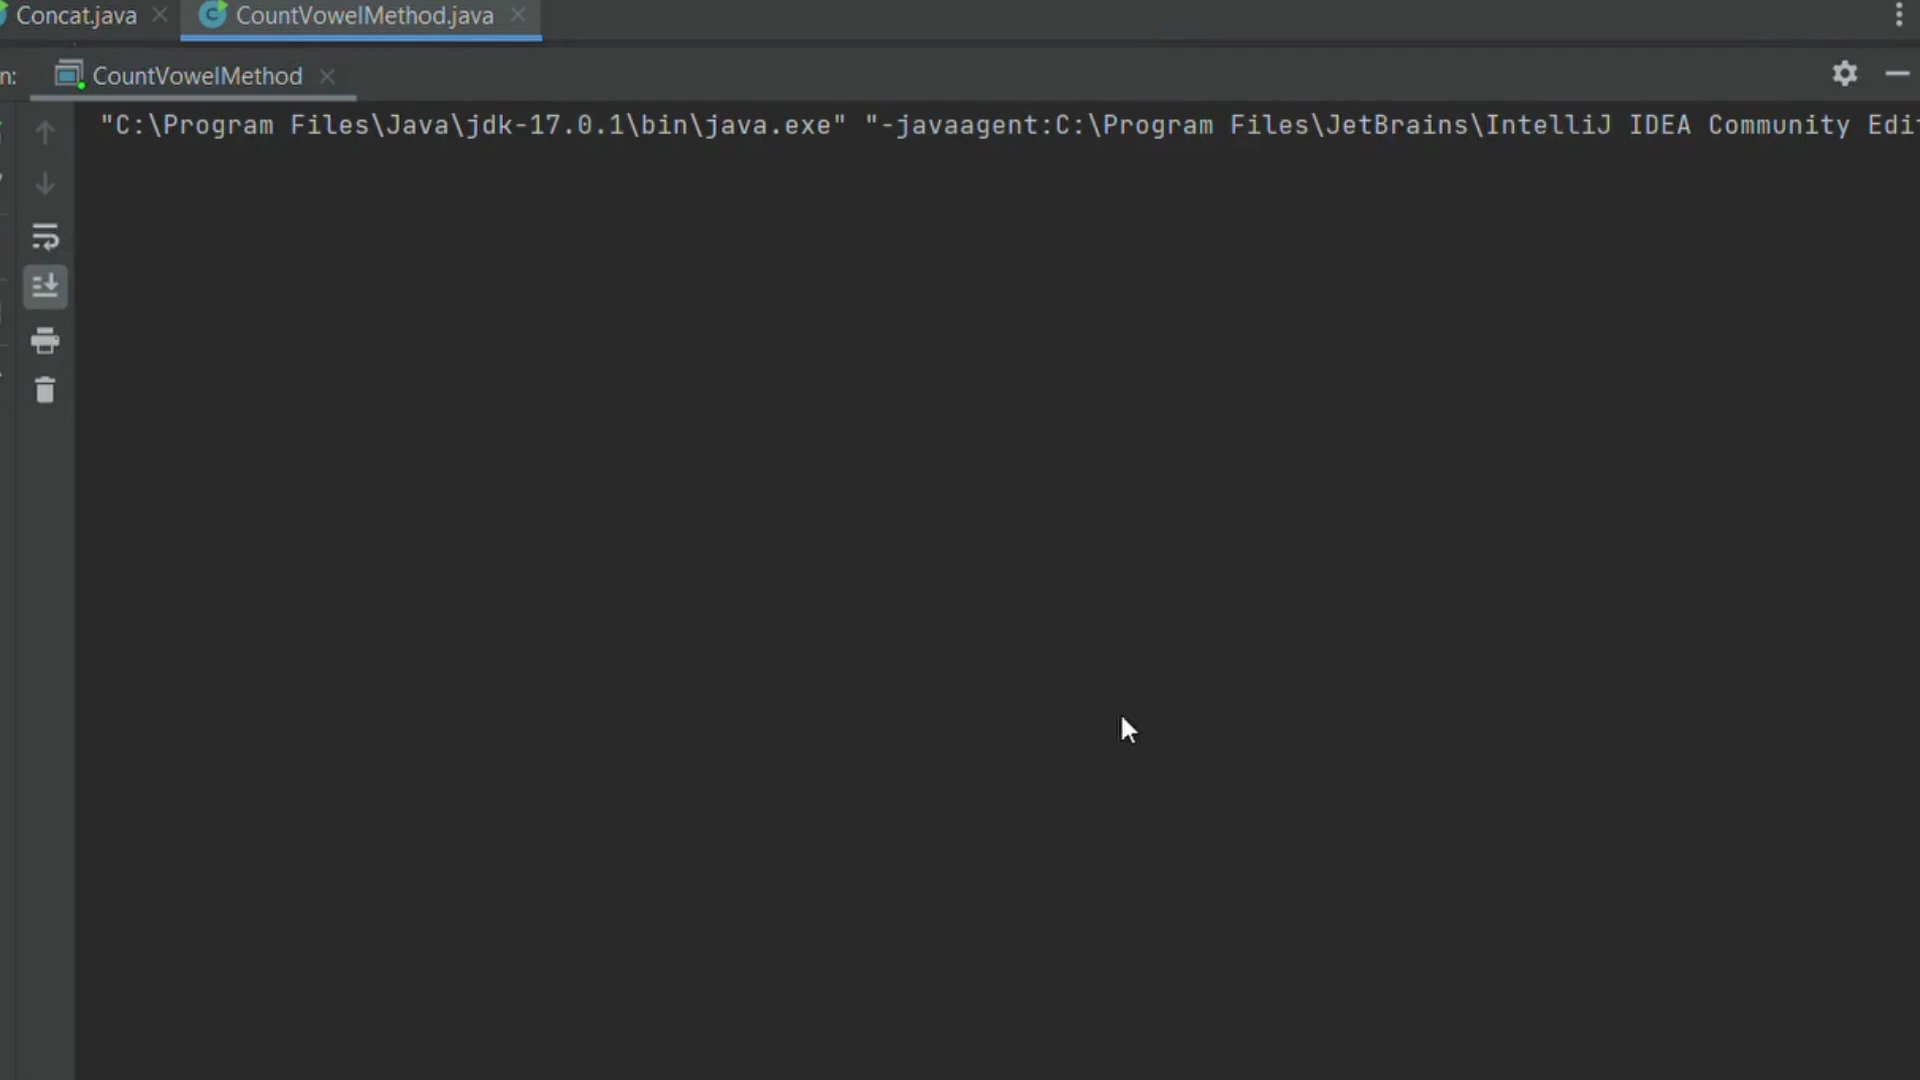 Concat.java
CountVowelMethod.java
n:
CountVowelMethod
"C:\Program Files\Java\jdk-17.0.1\bin\java.exe" "-javaagent:C:\Program Files\JetBrains\IntelliJ IDEA Community Edi